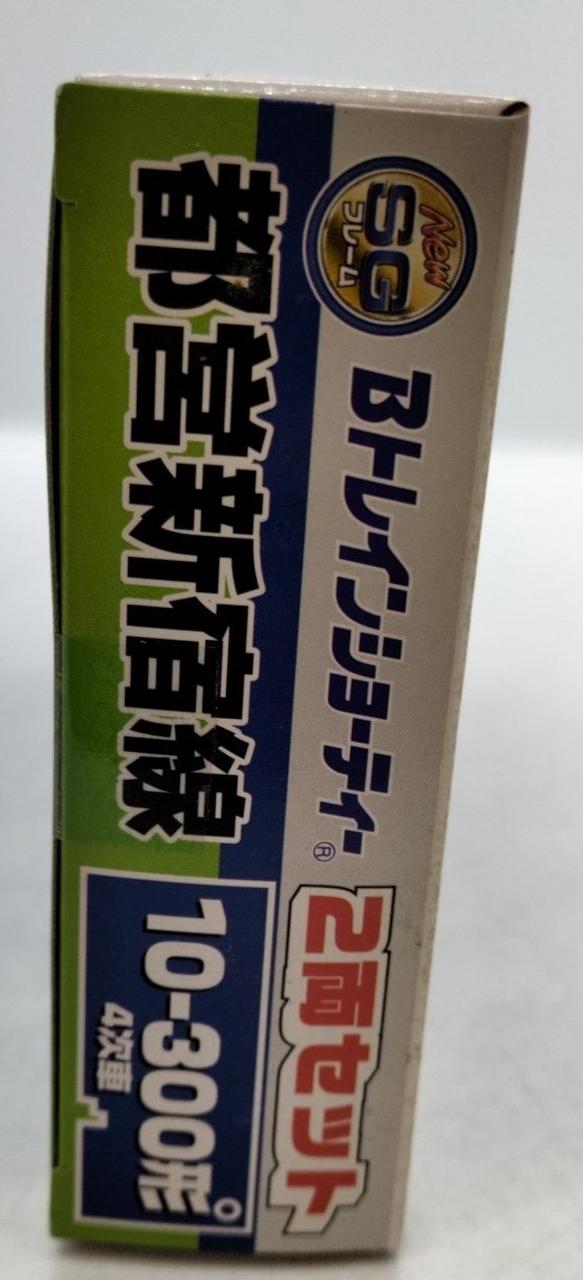 New
SG
フレーム
Bトレインショーティー®
都営新宿線
2両セット
10-300形
4次車